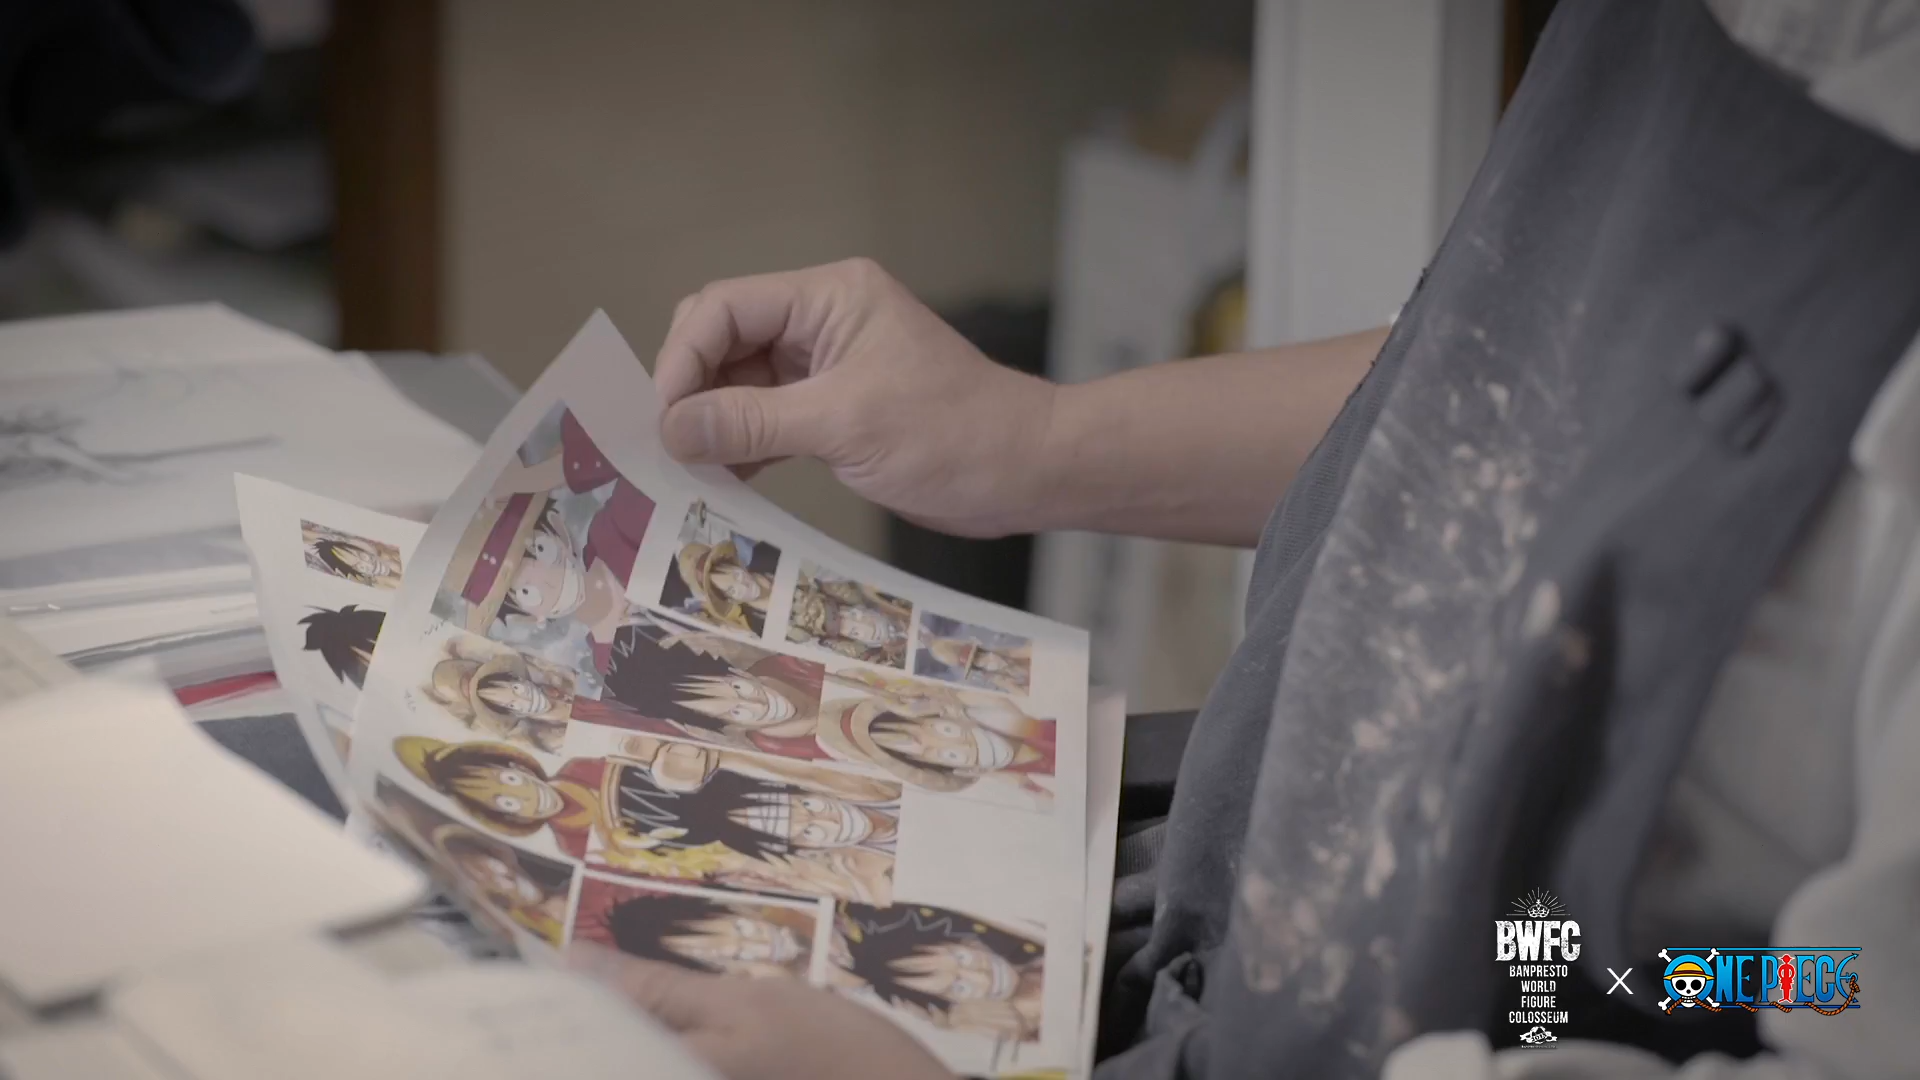 BWFC
BANPRESTO
WORLD
FIGURE
COLOSSEUM
X
ONE PIECE